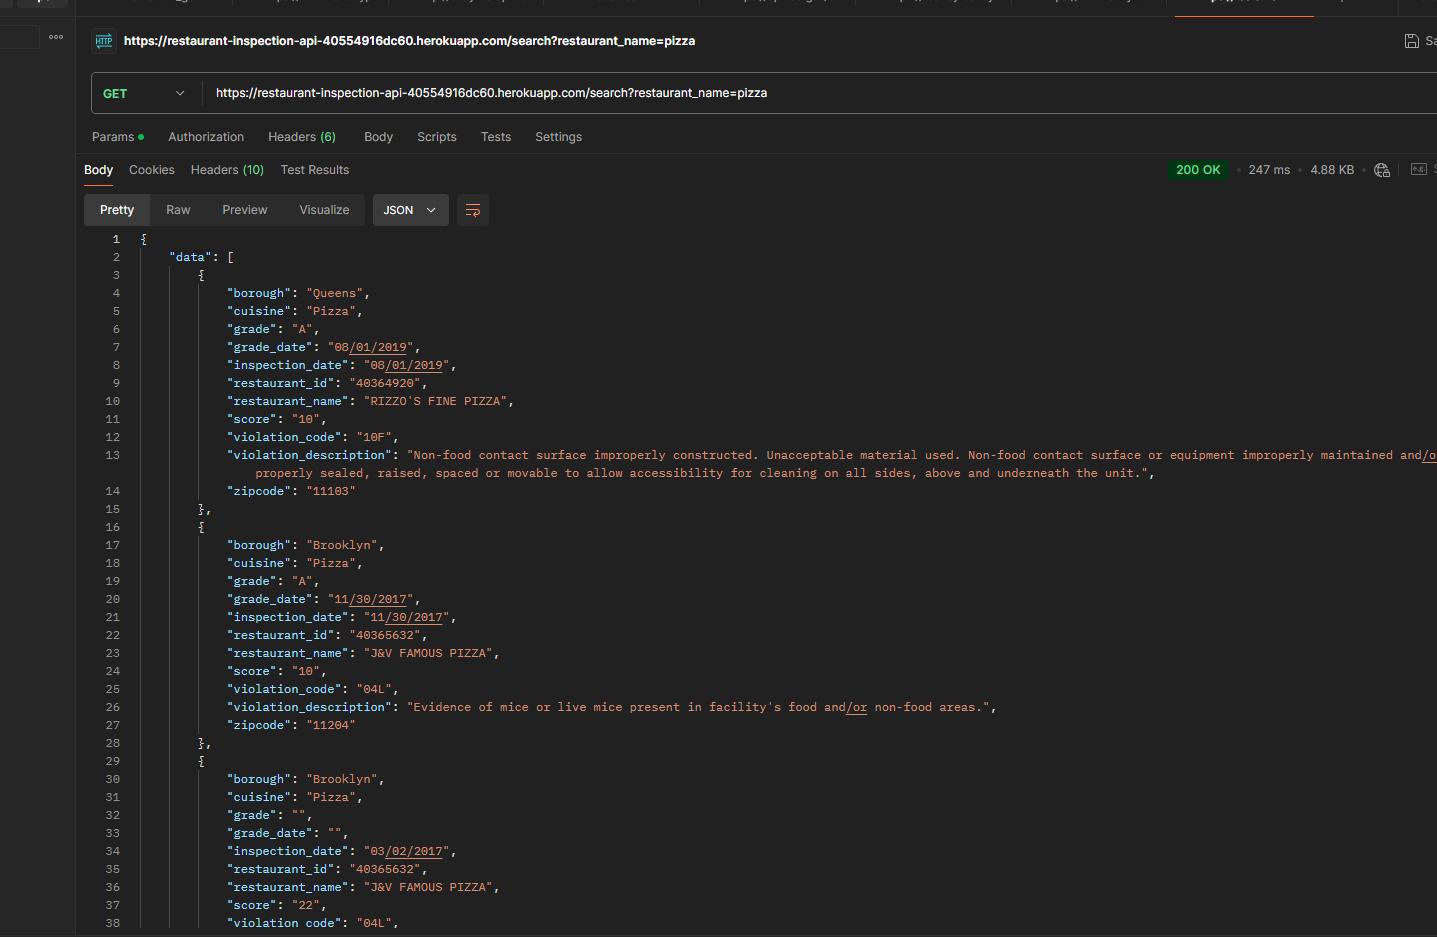 https://restaurant-inspection-api-40554916dc60.herokuapp.com/search?restaurant_name=pizza
GET https://restaurant-inspection-api-40554916dc60.herokuapp.com/search?restaurant_name=pizza
Params Authorization Headers (6) Body Scripts Tests Settings
Body Cookies Headers (10) Test Results 200 OK 247 ms 4.88 KB
Pretty Raw Preview Visualize JSON
1 {
2 "data": [
3 {
4 "borough": "Queens",
5 "cuisine": "Pizza",
6 "grade": "A",
7 "grade_date": "08/01/2019",
8 "inspection_date": "08/01/2019",
9 "restaurant_id": "40364920",
10 "restaurant_name": "RIZZO'S FINE PIZZA",
11 "score": "10",
12 "violation_code": "10F",
13 "violation_description": "Non-food contact surface improperly constructed. Unacceptable material used. Non-food contact surface or equipment improperly maintained and/o
properly sealed, raised, spaced or movable to allow accessibility for cleaning on all sides, above and underneath the unit.",
14 "zipcode": "11103"
15 },
16 {
17 "borough": "Brooklyn",
18 "cuisine": "Pizza",
19 "grade": "A",
20 "grade_date": "11/30/2017",
21 "inspection_date": "11/30/2017",
22 "restaurant_id": "40365632",
23 "restaurant_name": "J&V FAMOUS PIZZA",
24 "score": "10",
25 "violation_code": "04L",
26 "violation_description": "Evidence of mice or live mice present in facility's food and/or non-food areas.",
27 "zipcode": "11204"
28 },
29 {
30 "borough": "Brooklyn",
31 "cuisine": "Pizza",
32 "grade": "",
33 "grade_date": "",
34 "inspection_date": "03/02/2017",
35 "restaurant_id": "40365632",
36 "restaurant_name": "J&V FAMOUS PIZZA",
37 "score": "22",
38 "violation_code": "04L",